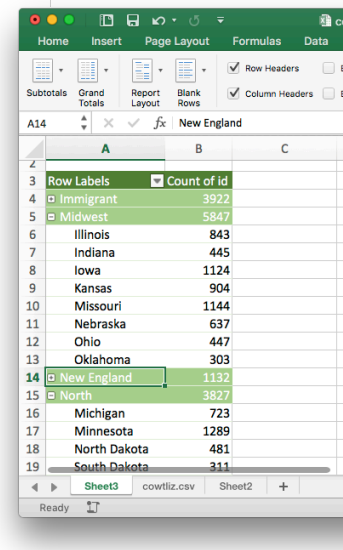 Home Insert Page Layout Formulas Data
Subtotals Grand Totals Report Layout Blank Rows
Row Headers
Column Headers
A14 fx New England
A B C
2
3 Row Labels Count of id
4 Immigrant 3922
5 Midwest 5847
6 Illinois 843
7 Indiana 445
8 Iowa 1124
9 Kansas 904
10 Missouri 1144
11 Nebraska 637
12 Ohio 447
13 Oklahoma 303
14 New England 1132
15 North 3827
16 Michigan 723
17 Minnesota 1289
18 North Dakota 481
19 South Dakota 311
Sheet3 cowtliz.csv Sheet2 +
Ready